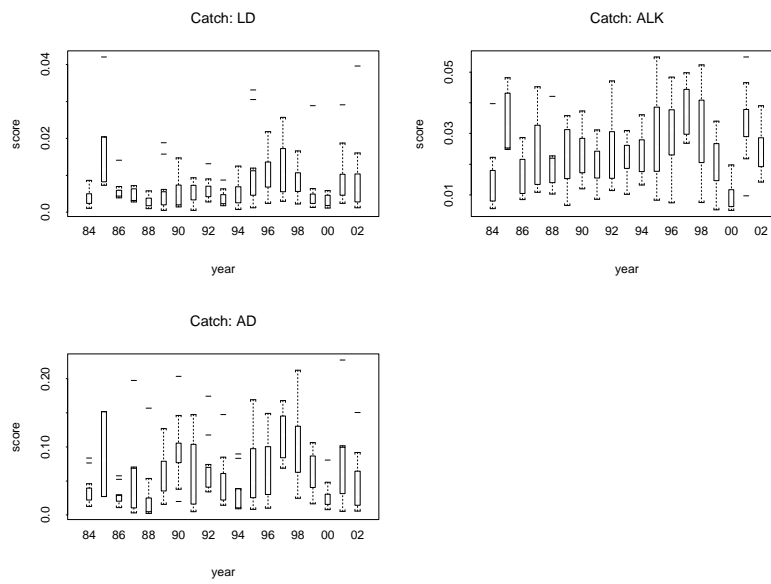 Catch: LD
score
0.0 0.02 0.04
84 86 88 90 92 94 96 98 00 02
year
Catch: ALK
score
0.01 0.03 0.05
84 86 88 90 92 94 96 98 00 02
year
Catch: AD
score
0.0 0.10 0.20
84 86 88 90 92 94 96 98 00 02
year